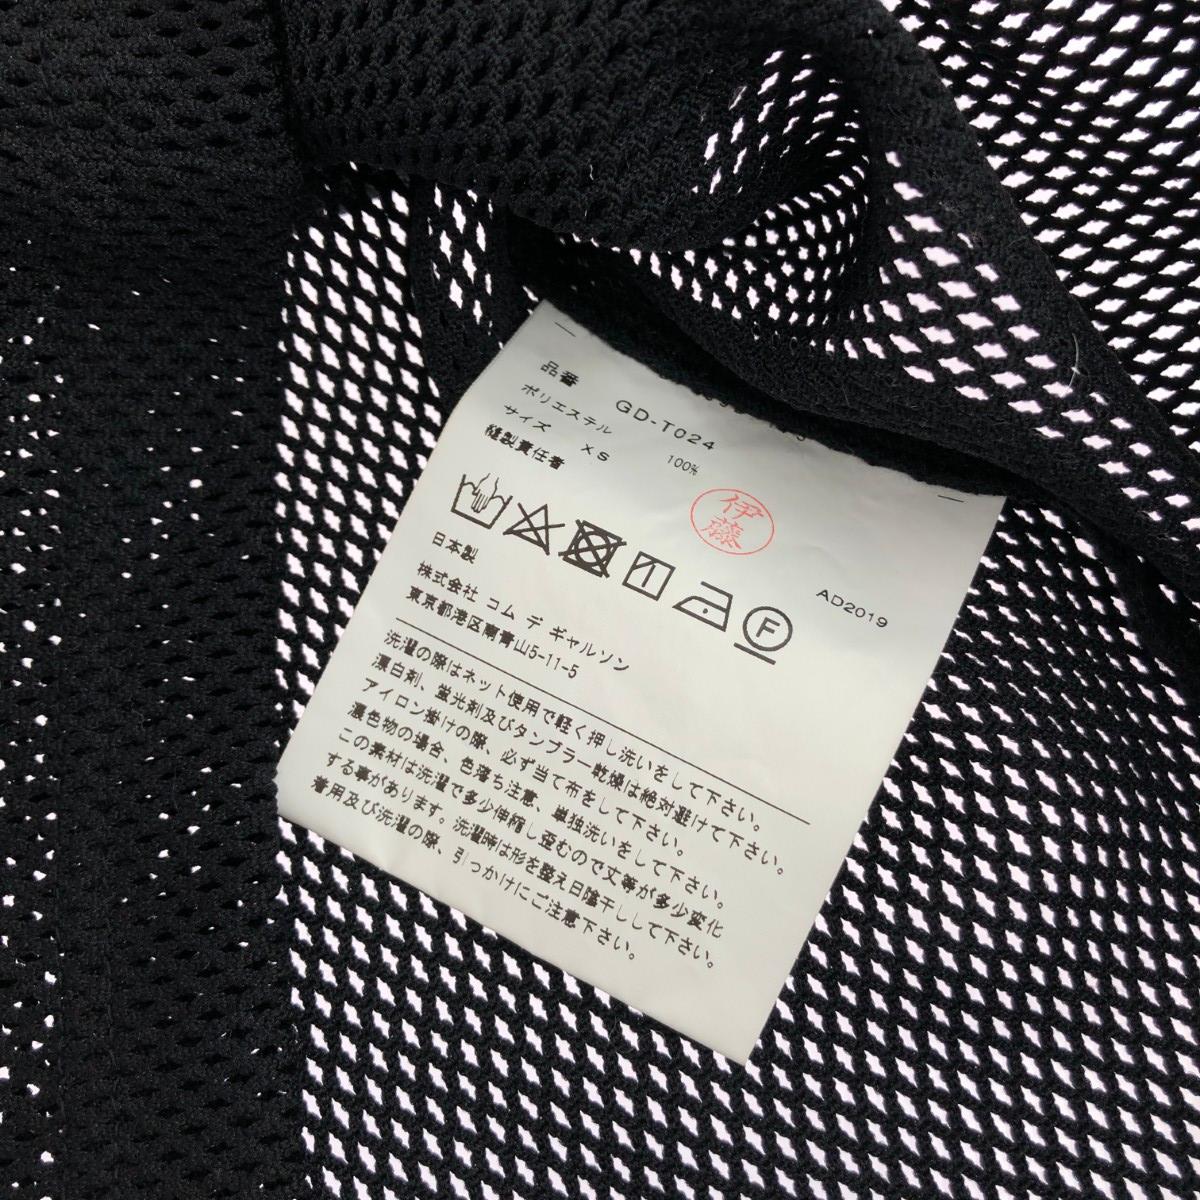 品番 GD-T024
ポリエステル 100%
サイズ XS
縫製責任者 伊藤
F
AD2019
日本製
株式会社 コム デ ギャルソン
東京都港区南青山5-11-5
洗濯の際はネット使用で軽く押し洗いをして下さい。
漂白剤、蛍光剤及びタンブラー乾燥は絶対避けて下さい。
アイロン掛けの際、必ず当て布をして下さい。
濃色物の場合、色落ち注意、単独洗いをして下さい。
この素材は洗濯で多少伸縮し歪むので丈等が多少変化
する事があります。洗濯時は形を整え日陰干しして下さい。
着用及び洗濯の際、引っかけにご注意下さい。